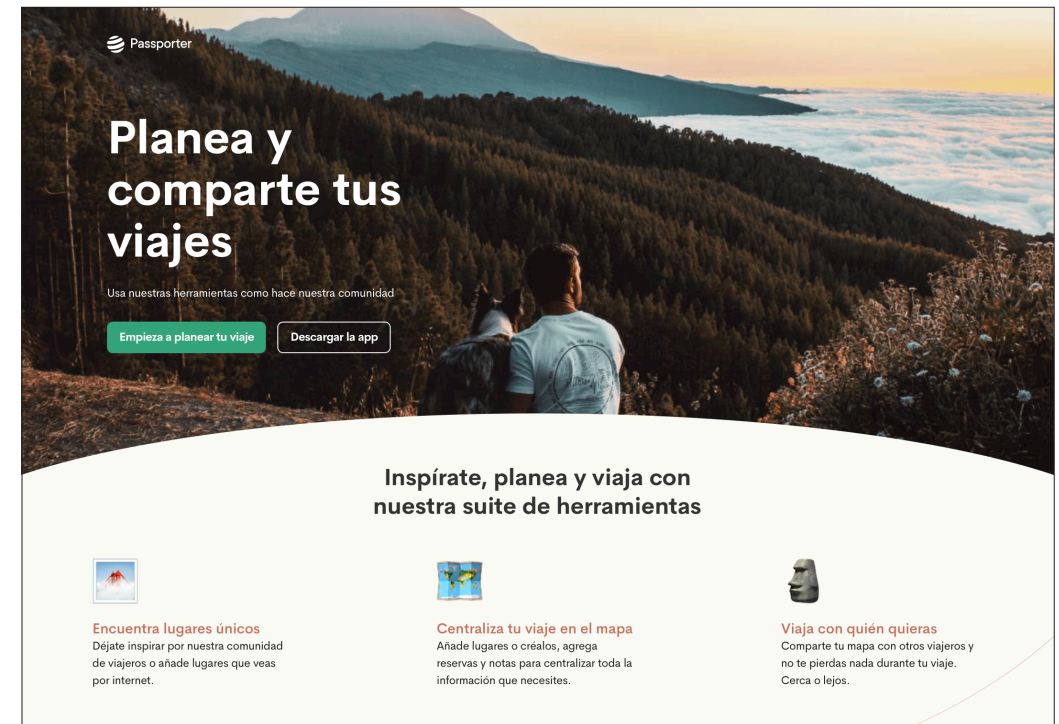 Passporter
Planea y
comparte tus
viajes
Usa nuestras herramientas como hace nuestra comunidad
Empieza a planear tu viaje
Descargar la app
Inspírate, planea y viaja con
nuestra suite de herramientas
Encuentra lugares únicos
Déjate inspirar por nuestra comunidad
de viajeros o añade lugares que veas
por internet.
Centraliza tu viaje en el mapa
Añade lugares o créalos, agrega
reservas y notas para centralizar toda la
información que necesites.
Viaja con quién quieras
Comparte tu mapa con otros viajeros y
no te pierdas nada durante tu viaje.
Cerca o lejos.